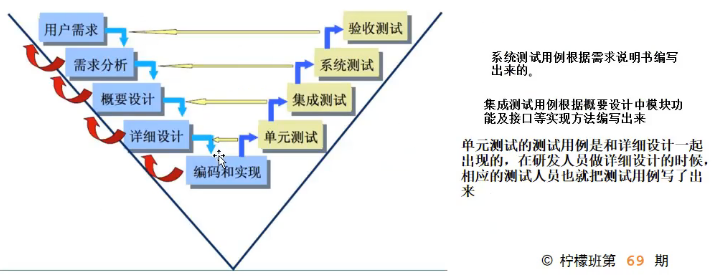 用户需求
验收测试
需求分析
系统测试
概要设计
集成测试
详细设计
单元测试
编码和实现
系统测试用例根据需求说明书编写
出来的。
集成测试用例根据概要设计中模块功
能及接口等实现方法编写出来
单元测试的测试用例是和详细设计一起
出现的，在研发人员做详细设计的时候，
相应的测试人员也就把测试用例写了出
来
© 柠檬班第 69 期